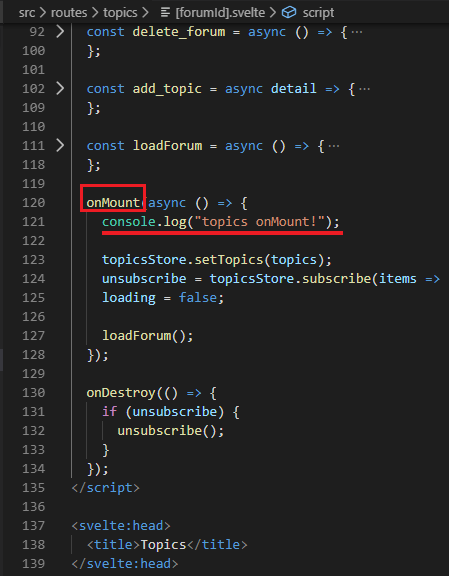 src > routes > topics > [forumId].svelte > script
92 > const delete_forum = async () => {···
100 };
101
102 > const add_topic = async detail => {···
109 };
110
111 > const loadForum = async () => {···
118 };
119
120 onMount(async () => {
121 console.log("topics onMount!");
122
123 topicsStore.setTopics(topics);
124 unsubscribe = topicsStore.subscribe(items =>
125 loading = false;
126
127 loadForum();
128 });
129
130 onDestroy(() => {
131 if (unsubscribe) {
132 unsubscribe();
133 }
134 });
135 </script>
136
137 <svelte:head>
138 <title>Topics</title>
139 </svelte:head>